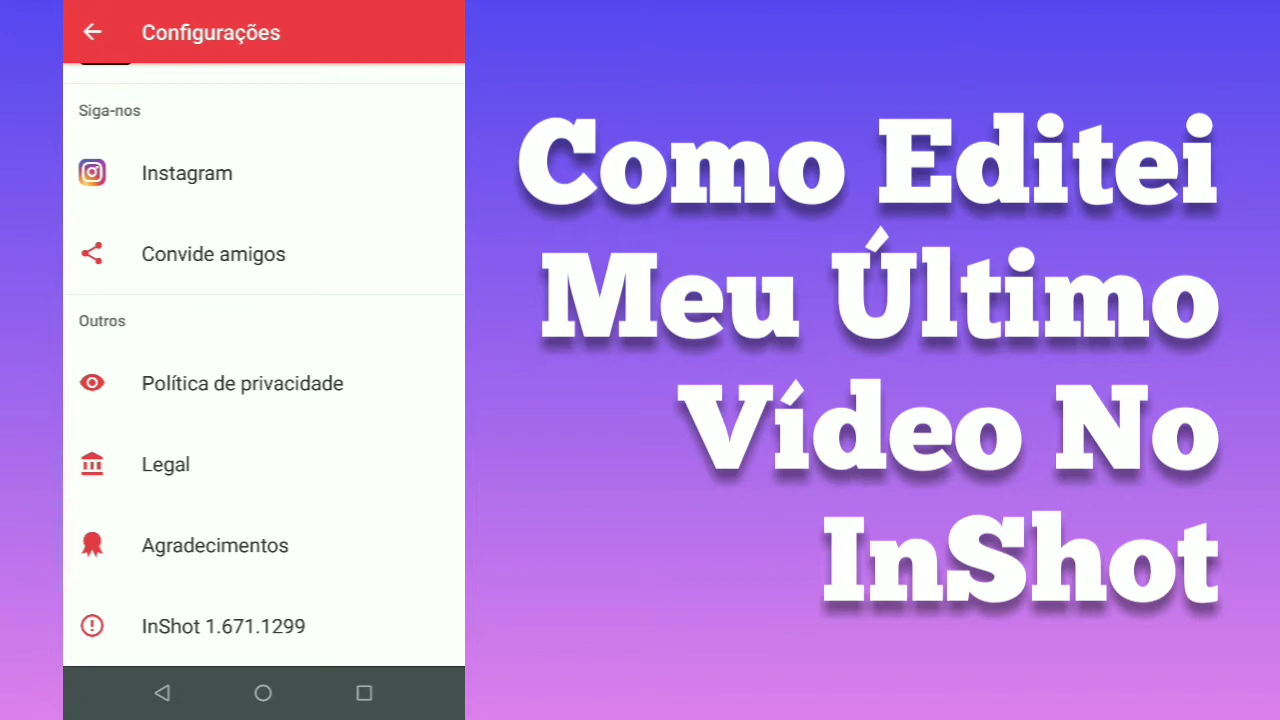 Configurações
Siga-nos
Instagram
Convide amigos
Outros
Política de privacidade
Legal
Agradecimentos
InShot 1.671.1299
Como Editei
Meu Último
Vídeo No
InShot